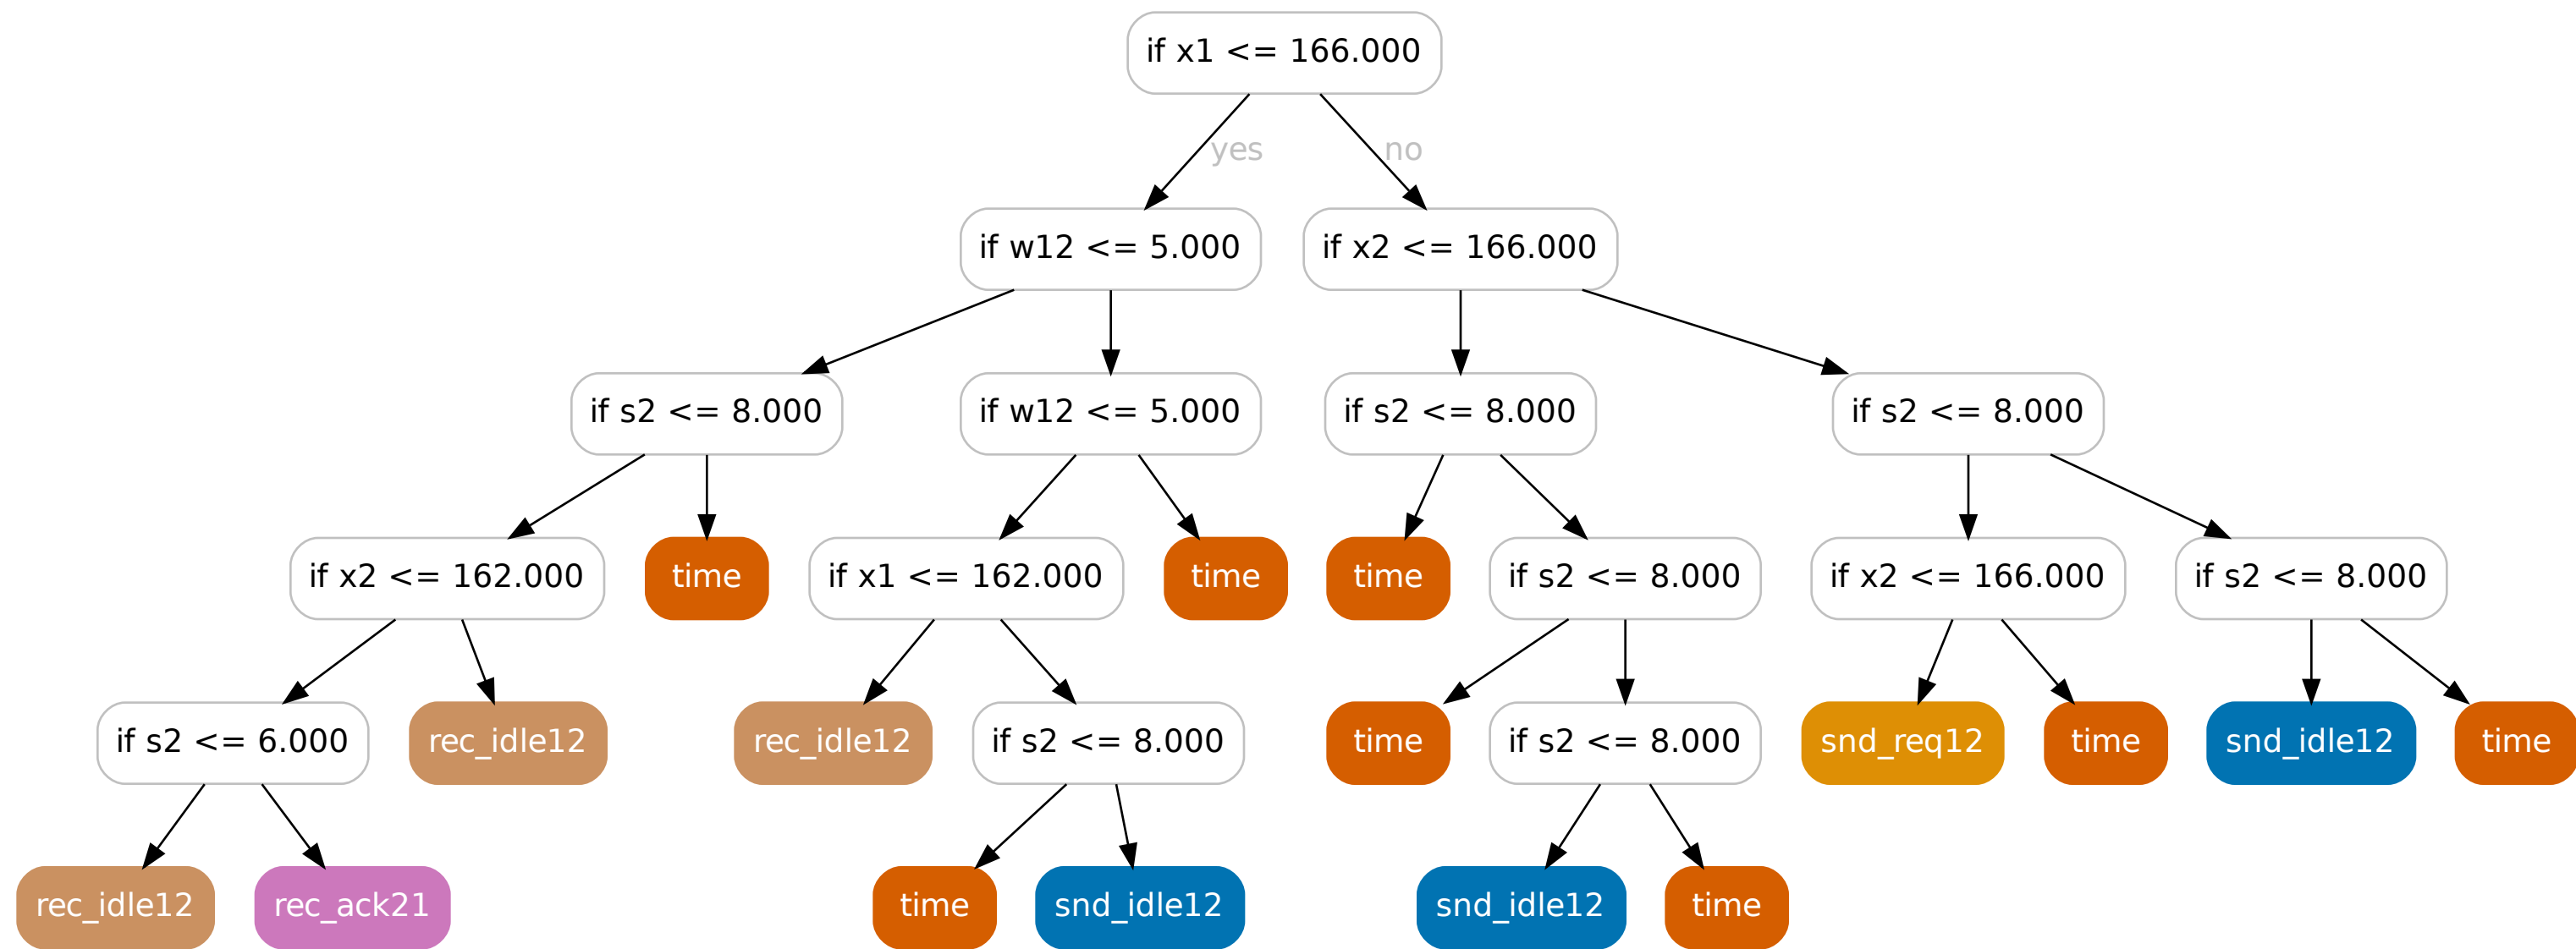 if x1 <= 166.000
yes
no
if w12 <= 5.000
if x2 <= 166.000
if s2 <= 8.000
if w12 <= 5.000
if s2 <= 8.000
if s2 <= 8.000
if x2 <= 162.000
time
if x1 <= 162.000
time
time
if s2 <= 8.000
if x2 <= 166.000
if s2 <= 8.000
if s2 <= 6.000
rec_idle12
rec_idle12
if s2 <= 8.000
time
if s2 <= 8.000
snd_req12
time
snd_idle12
time
rec_idle12
rec_ack21
time
snd_idle12
snd_idle12
time